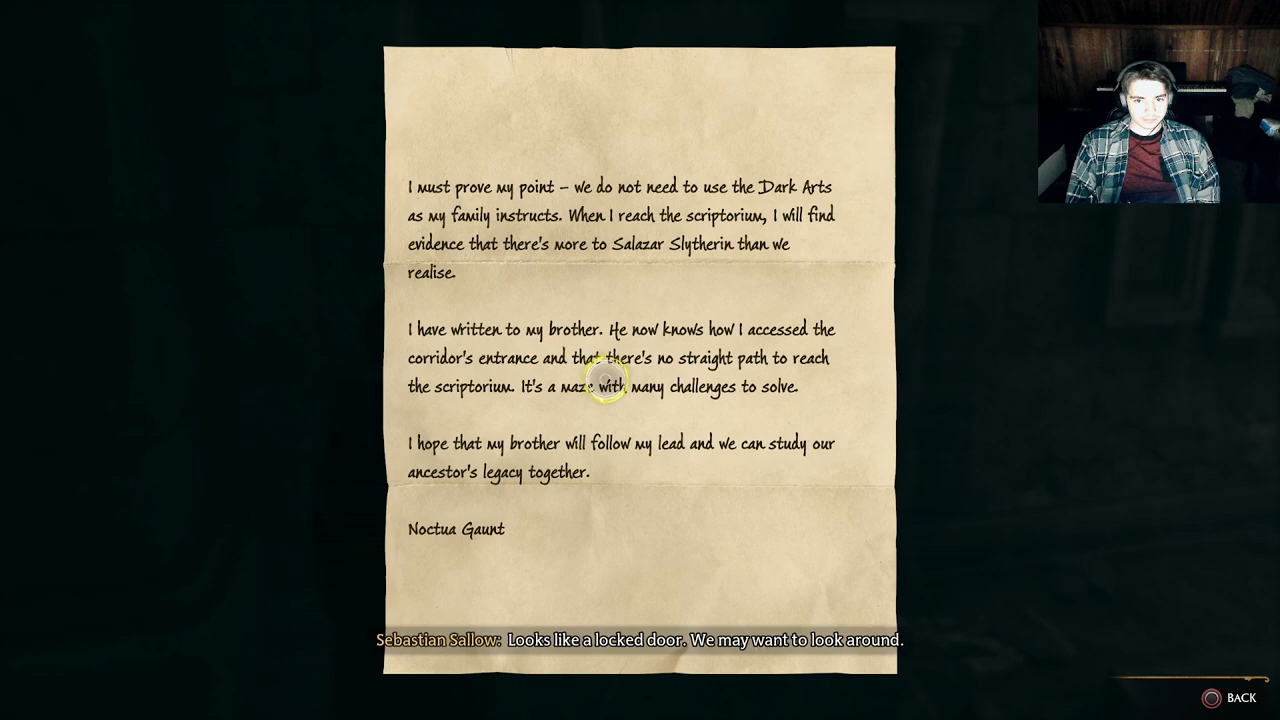 I must prove my point – we do not need to use the Dark Arts
as my family instructs. When I reach the scriptorium, I will find
evidence that there's more to Salazar Slytherin than we
realise.
I have written to my brother. He now knows how I accessed the
corridor's entrance and that there's no straight path to reach
the scriptorium. It's a maze with many challenges to solve.
I hope that my brother will follow my lead and we can study our
ancestor's legacy together.
Noctua Gaunt
Sebastian Sallow: Looks like a locked door. We may want to look around.
BACK